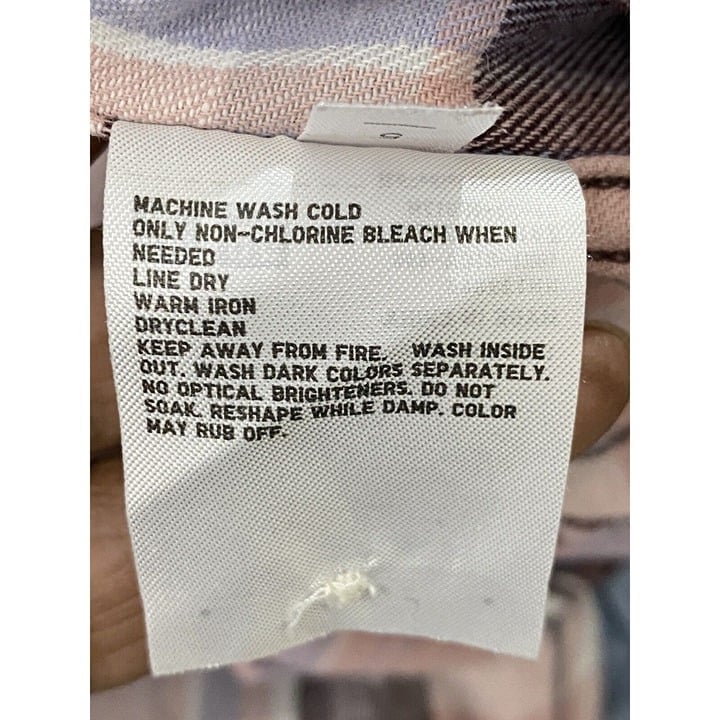 MACHINE WASH COLD
ONLY NON-CHLORINE BLEACH WHEN
NEEDED
LINE DRY
WARM IRON
DRYCLEAN
KEEP AWAY FROM FIRE. WASH INSIDE
OUT. WASH DARK COLORS SEPARATELY.
NO OPTICAL BRIGHTENERS. DO NOT
SOAK. RESHAPE WHILE DAMP. COLOR
MAY RUB OFF.